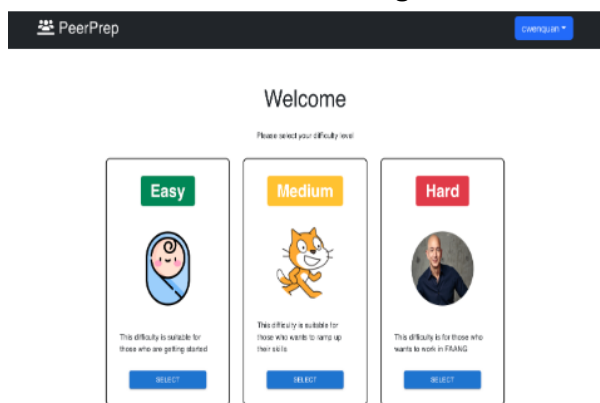 PeerPrep
cwenquan
Welcome
Please select your difficulty level
Easy
Medium
Hard
This difficulty is suitable for
those who are getting started
This difficulty is suitable for
those who wants to ramp up
their skills
This difficulty is for those who
wants to work in FAANG
SELECT
SELECT
SELECT